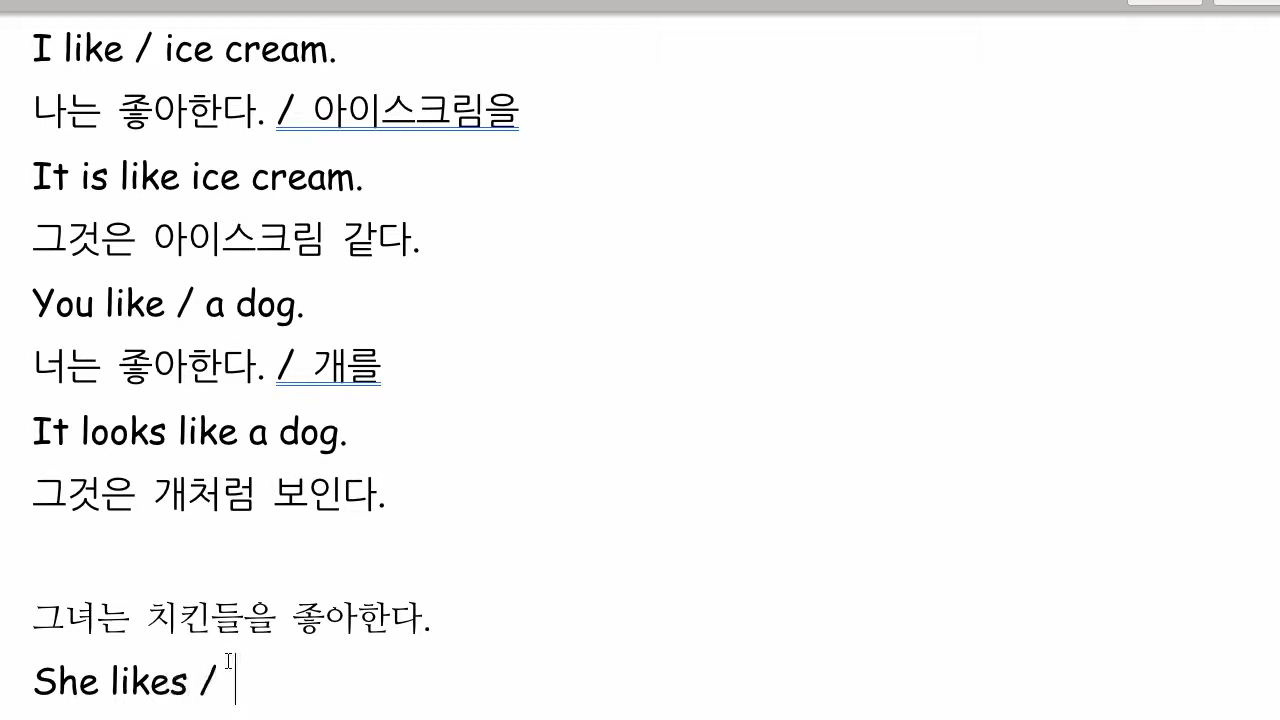 I like / ice cream.
나는 좋아한다. / 아이스크림을
It is like ice cream.
그것은 아이스크림 같다.
You like / a dog.
너는 좋아한다. / 개를
It looks like a dog.
그것은 개처럼 보인다.
그녀는 치킨들을 좋아한다.
She likes /